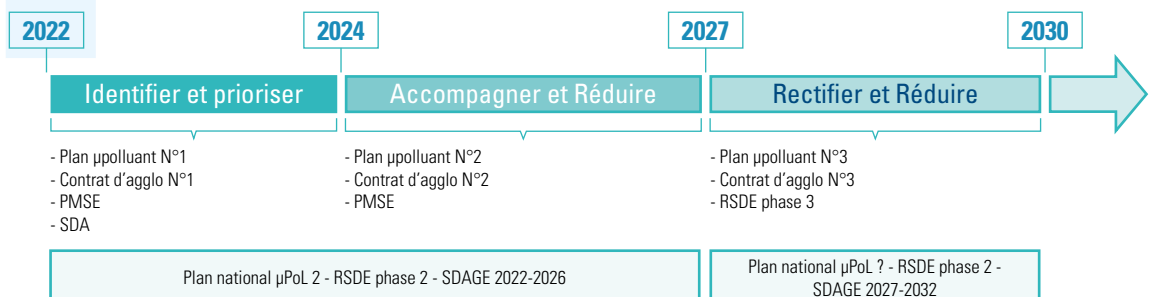 2022
2024
2027
2030
Identifier et prioriser
Accompagner et Réduire
Rectifier et Réduire
- Plan µpolluant N°1
- Contrat d'agglo N°1
- PMSE
- SDA
- Plan µpolluant N°2
- Contrat d'agglo N°2
- PMSE
- Plan µpolluant N°3
- Contrat d'agglo N°3
- RSDE phase 3
Plan national µPoL 2 - RSDE phase 2 - SDAGE 2022-2026
Plan national µPoL ? - RSDE phase 2 -
SDAGE 2027-2032